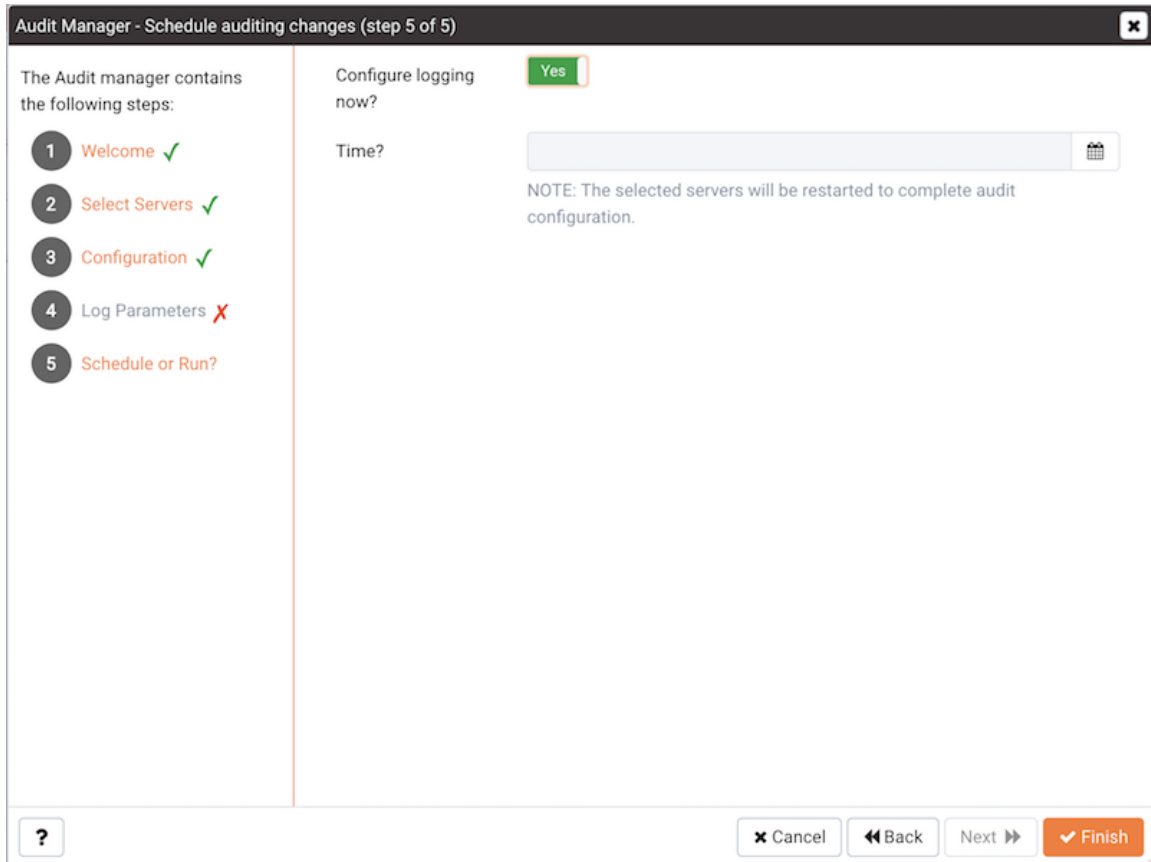 Audit Manager - Schedule auditing changes (step 5 of 5)
The Audit manager contains
the following steps:
1 Welcome
2 Select Servers
3 Configuration
4 Log Parameters
5 Schedule or Run?
Configure logging
now?
Yes
Time?
NOTE: The selected servers will be restarted to complete audit
configuration.
?
Cancel
Back
Next
Finish